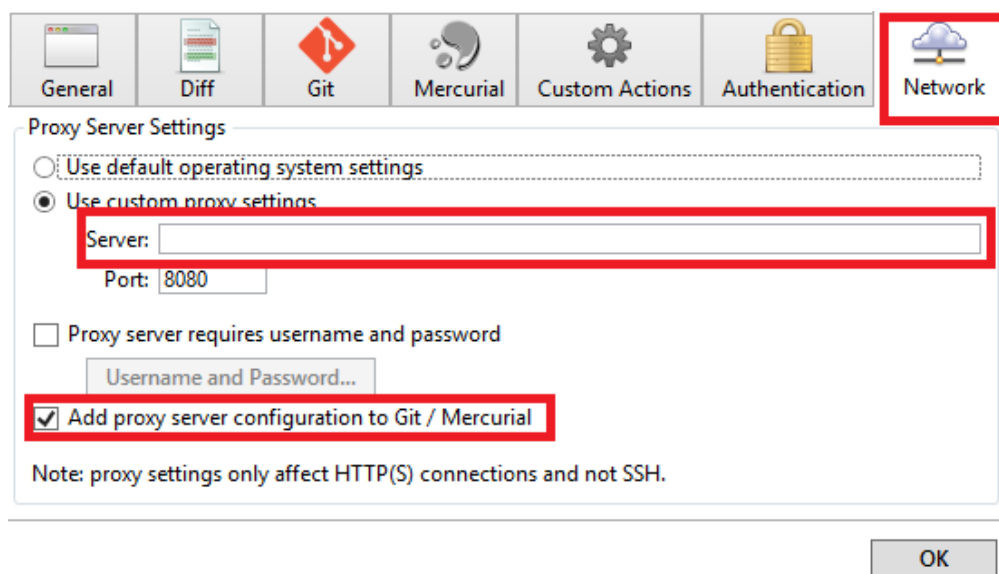 General Diff Git Mercurial Custom Actions Authentication Network
Proxy Server Settings
Use default operating system settings
Use custom proxy settings
Server:
Port: 8080
Proxy server requires username and password
Username and Password...
Add proxy server configuration to Git / Mercurial
Note: proxy settings only affect HTTP(S) connections and not SSH.
OK